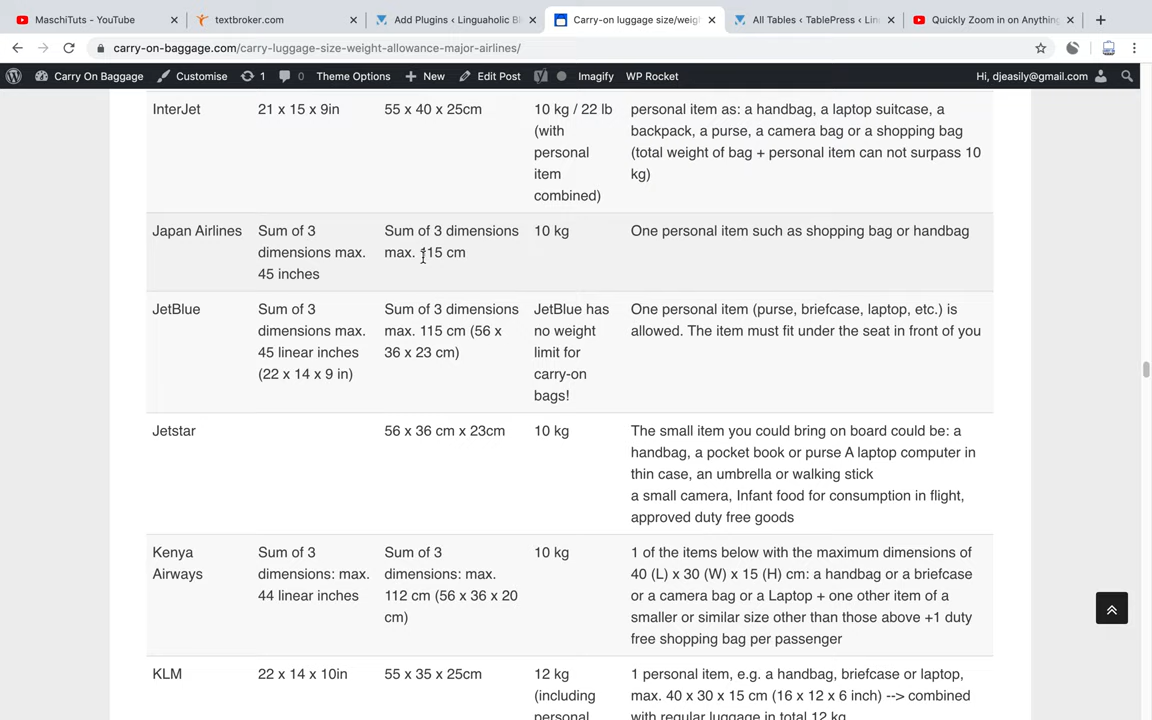 MaschiTuts - YouTube
textbroker.com
Add Plugins ‹ Linguaholic Bl
Carry-on luggage size/weig
All Tables ‹ TablePress ‹ Lin
Quickly Zoom in on Anything
carry-on-baggage.com/carry-luggage-size-weight-allowance-major-airlines/
Carry On Baggage
Customise
1
0
Theme Options
New
Edit Post
Imagify
WP Rocket
Hi, djeasily@gmail.com
InterJet
21 x 15 x 9in
55 x 40 x 25cm
10 kg / 22 lb
(with
personal
item
combined)
personal item as: a handbag, a laptop suitcase, a
backpack, a purse, a camera bag or a shopping bag
(total weight of bag + personal item can not surpass 10
kg)
Japan Airlines
Sum of 3
dimensions max.
45 inches
Sum of 3 dimensions
max. 115 cm
10 kg
One personal item such as shopping bag or handbag
JetBlue
Sum of 3
dimensions max.
45 linear inches
(22 x 14 x 9 in)
Sum of 3 dimensions
max. 115 cm (56 x
36 x 23 cm)
JetBlue has
no weight
limit for
carry-on
bags!
One personal item (purse, briefcase, laptop, etc.) is
allowed. The item must fit under the seat in front of you
Jetstar
56 x 36 cm x 23cm
10 kg
The small item you could bring on board could be: a
handbag, a pocket book or purse A laptop computer in
thin case, an umbrella or walking stick
a small camera, Infant food for consumption in flight,
approved duty free goods
Kenya
Airways
Sum of 3
dimensions: max.
44 linear inches
Sum of 3
dimensions: max.
112 cm (56 x 36 x 20
cm)
10 kg
1 of the items below with the maximum dimensions of
40 (L) x 30 (W) x 15 (H) cm: a handbag or a briefcase
or a camera bag or a Laptop + one other item of a
smaller or similar size other than those above +1 duty
free shopping bag per passenger
KLM
22 x 14 x 10in
55 x 35 x 25cm
12 kg
(including
personal
1 personal item, e.g. a handbag, briefcase or laptop,
max. 40 x 30 x 15 cm (16 x 12 x 6 inch) --> combined
with regular luggage in total 12 kg